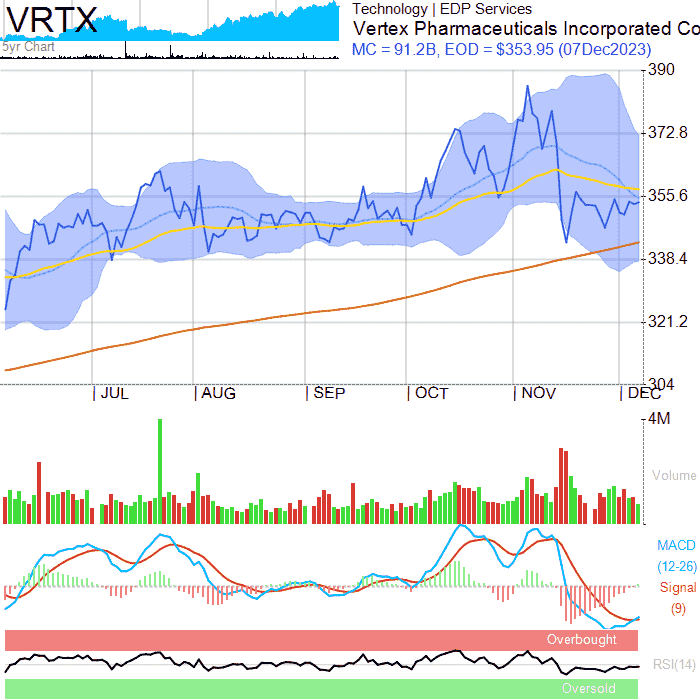 VRTX
5yr Chart
Technology | EDP Services
Vertex Pharmaceuticals Incorporated Co
MC = 91.2B, EOD = $353.95 (07Dec2023)
390
372.8
355.6
338.4
321.2
304
JUL AUG SEP OCT NOV DEC
4M
Volume
MACD
(12-26)
Signal
(9)
Overbought
RSI(14)
Oversold